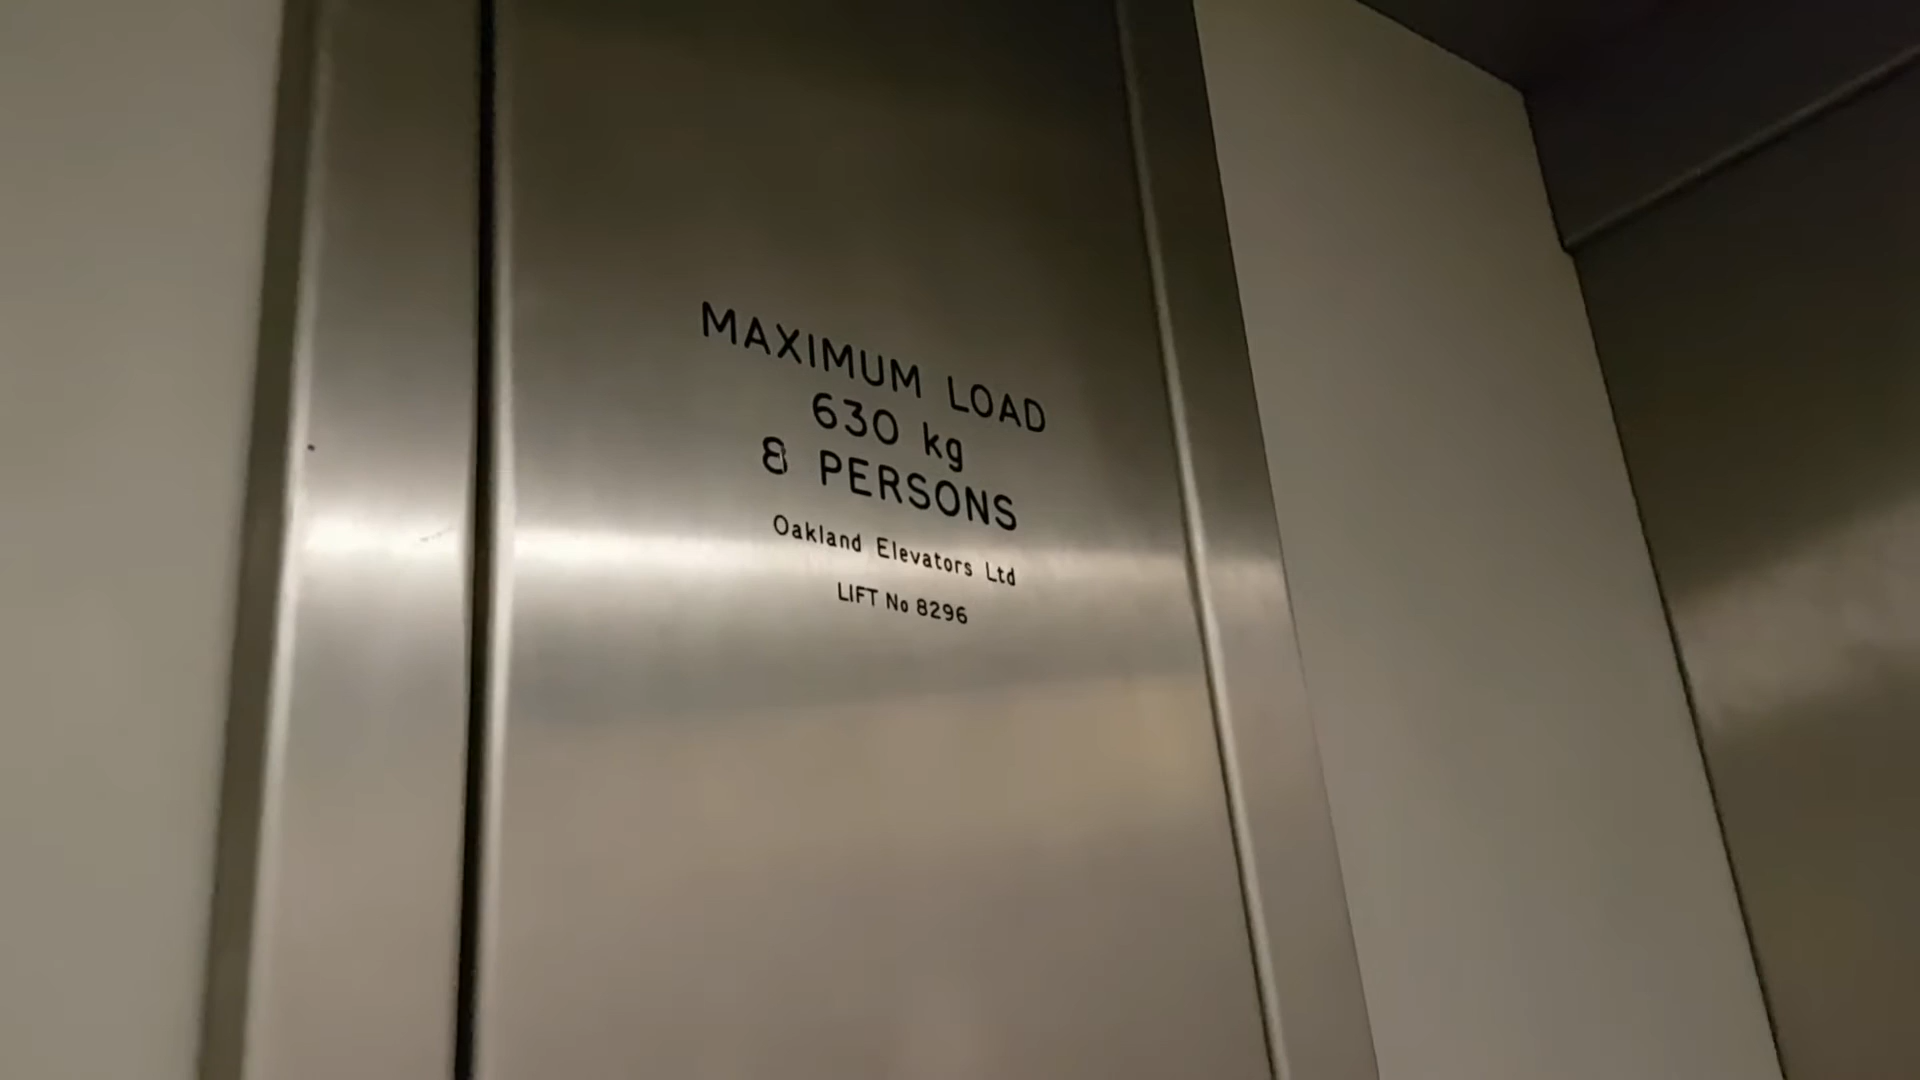 MAXIMUM LOAD
630 kg
8 PERSONS
Oakland Elevators Ltd
LIFT No 8296